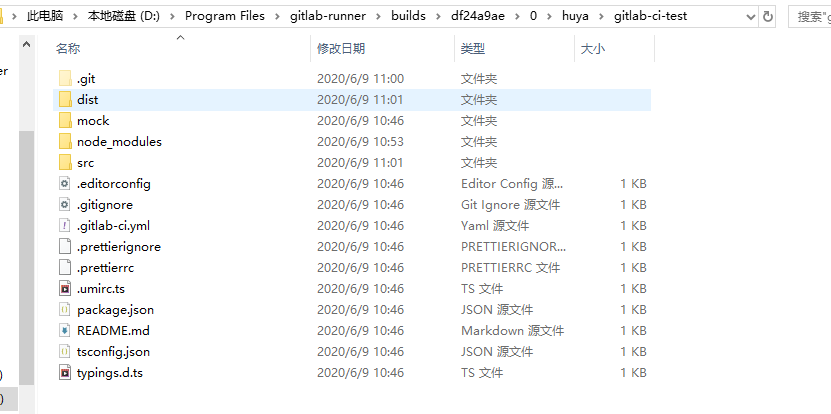 此电脑 > 本地磁盘 (D:) > Program Files > gitlab-runner > builds > df24a9ae > 0 > huya > gitlab-ci-test 搜索"g
名称 修改日期 类型 大小
.git 2020/6/9 11:00 文件夹
dist 2020/6/9 11:01 文件夹
mock 2020/6/9 10:46 文件夹
node_modules 2020/6/9 10:53 文件夹
src 2020/6/9 11:01 文件夹
.editorconfig 2020/6/9 10:46 Editor Config 源... 1 KB
.gitignore 2020/6/9 10:46 Git Ignore 源文件 1 KB
.gitlab-ci.yml 2020/6/9 10:46 Yaml 源文件 1 KB
.prettierignore 2020/6/9 10:46 PRETTIERIGNOR... 1 KB
.prettierrc 2020/6/9 10:46 PRETTIERRC 文件 1 KB
.umirc.ts 2020/6/9 10:46 TS 文件 1 KB
package.json 2020/6/9 10:46 JSON 源文件 1 KB
README.md 2020/6/9 10:46 Markdown 源文件 1 KB
tsconfig.json 2020/6/9 10:46 JSON 源文件 1 KB
typings.d.ts 2020/6/9 10:46 TS 文件 1 KB